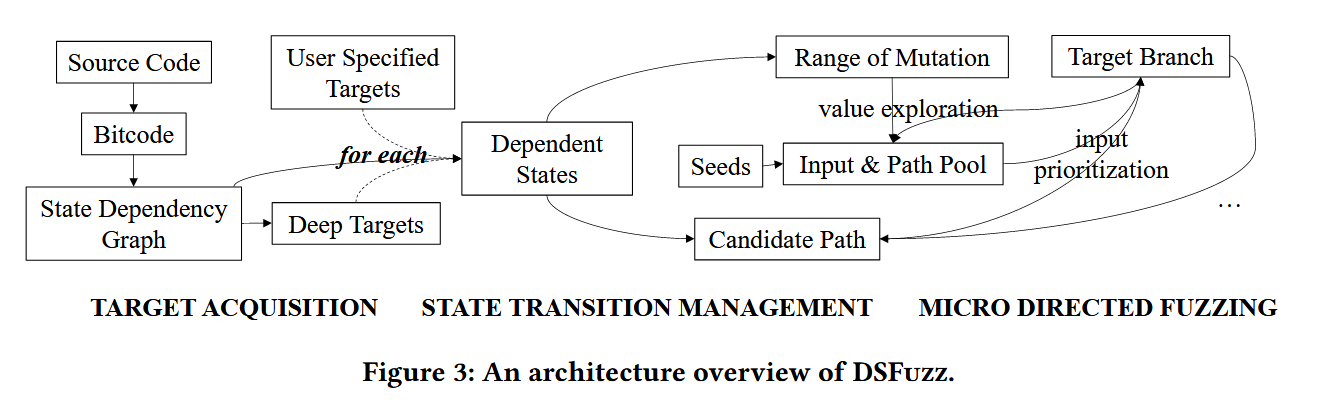 Source Code
User Specified
Targets
Range of Mutation
Target Branch
value exploration
Bitcode
for each
Dependent
States
Seeds
Input & Path Pool
input
prioritization
State Dependency
Graph
Deep Targets
Candidate Path
...
TARGET ACQUISITION
STATE TRANSITION MANAGEMENT
MICRO DIRECTED FUZZING
Figure 3: An architecture overview of DSFuzz.